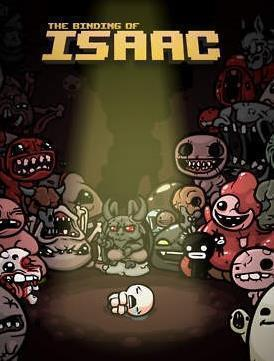 THE BINDING OF
ISAAC